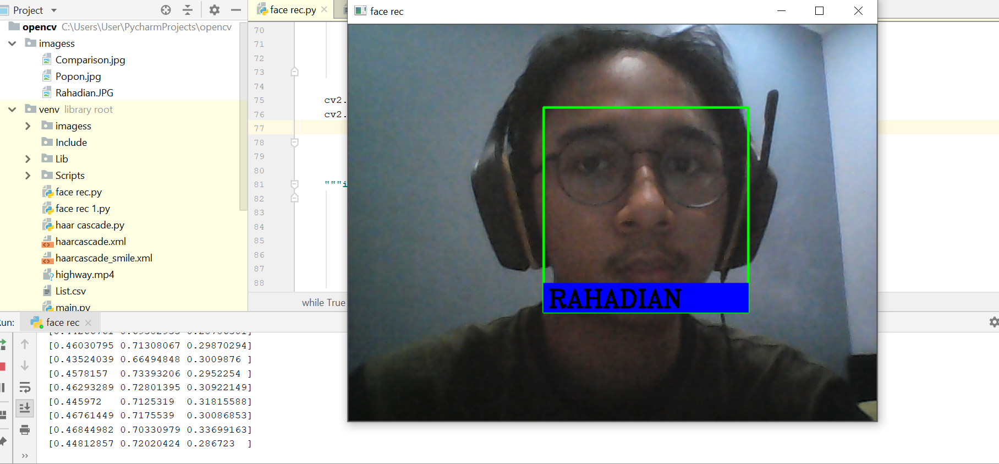 Project
opencv C:\Users\User\PycharmProjects\opencv
imagess
Comparison.jpg
Popon.jpg
Rahadian.JPG
venv library root
imagess
Include
Lib
Scripts
face rec.py
face rec 1.py
haar cascade.py
haarcascade.xml
haarcascade_smile.xml
highway.mp4
List.csv
main.py
face rec.py
70
71
72
73
74
75 cv2.
76 cv2.
77
78
79
80
81 """i
82
83
84
85
86
87
88
while True
face rec
RAHADIAN
un: face rec
[0.46030795 0.71308067 0.29870294]
[0.43524039 0.66494848 0.3009876 ]
[0.4578157 0.73393206 0.2952254 ]
[0.46293289 0.72801395 0.30922149]
[0.445972 0.7125319 0.31815588]
[0.46761449 0.7175539 0.30086853]
[0.46844982 0.70330979 0.33699163]
[0.44812857 0.72020424 0.286723 ]